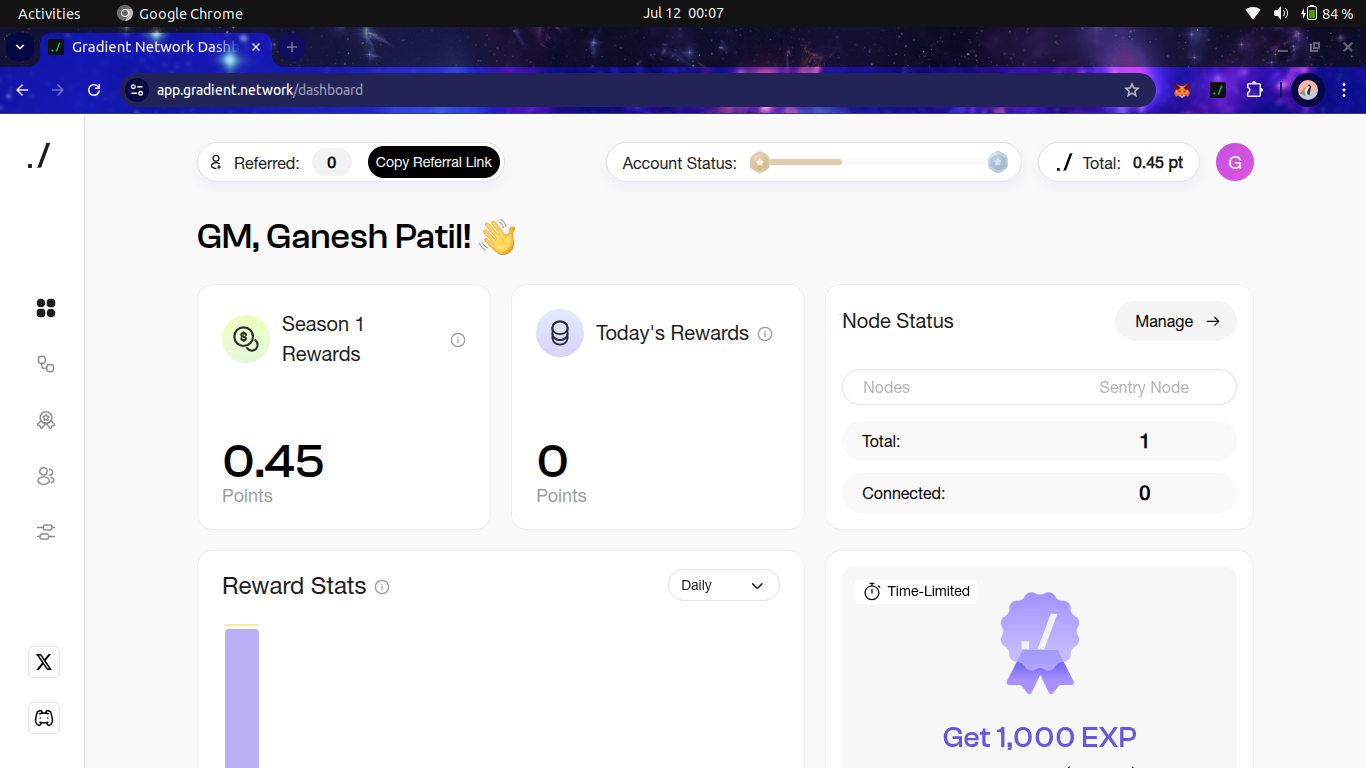 Activities
Google Chrome
Jul 12 00:07
84 %
Gradient Network Dashb
app.gradient.network/dashboard
./
Referred: 0 Copy Referral Link
Account Status:
./ Total: 0.45 pt
G
GM, Ganesh Patil! 👋
Season 1
Rewards
0.45
Points
Today's Rewards
0
Points
Node Status
Manage →
Nodes Sentry Node
Total: 1
Connected: 0
Reward Stats
Daily
Time-Limited
./
Get 1,000 EXP